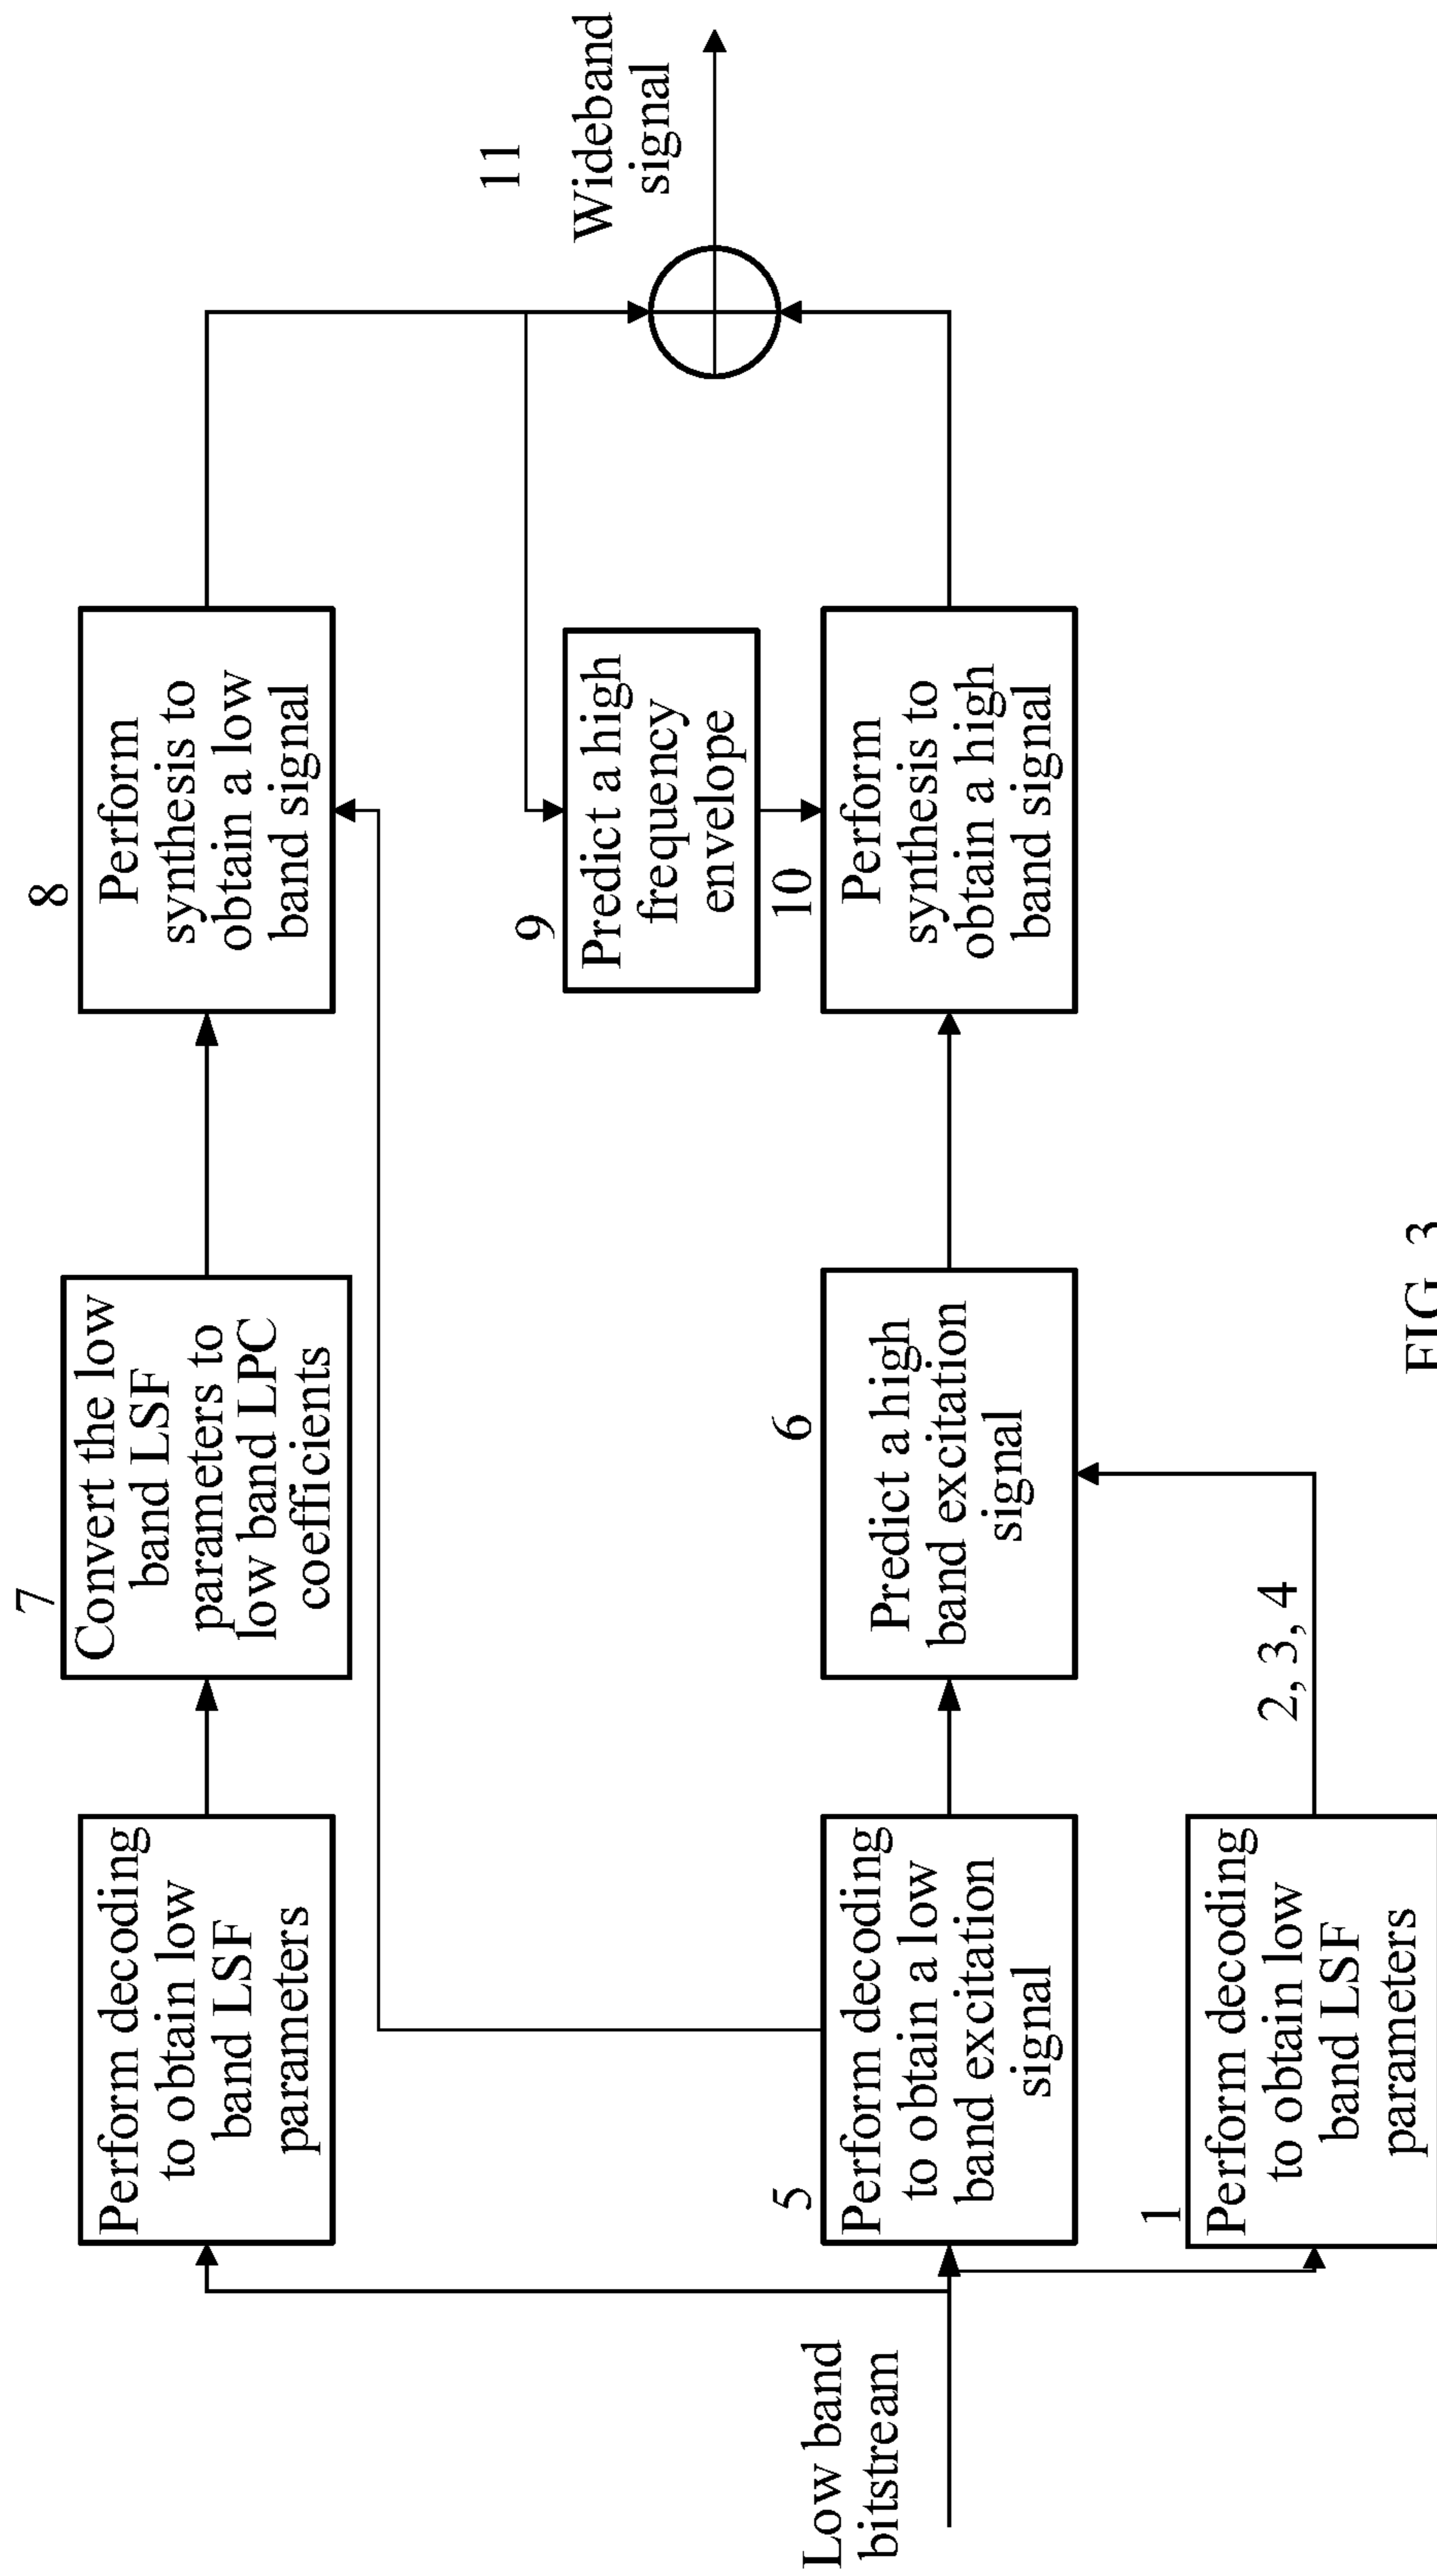 Low band
bitstream
Perform decoding
to obtain low
band LSF
parameters
7
Convert the low
band LSF
parameters to
low band LPC
coefficients
8
Perform
synthesis to
obtain a low
band signal
5
Perform decoding
to obtain a low
band excitation
signal
6
Predict a high
band excitation
signal
9
Predict a high
frequency
envelope
10
Perform
synthesis to
obtain a high
band signal
11
Wideband
signal
1
Perform decoding
to obtain low
band LSF
parameters
2, 3, 4
FIG. 3